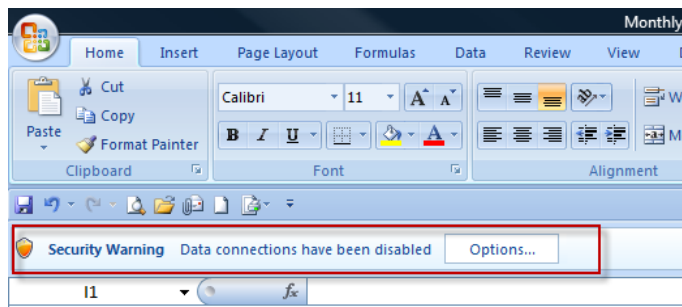 Monthly
Home Insert Page Layout Formulas Data Review View
Paste
Cut
Copy
Format Painter
Clipboard
Calibri 11 A A
B I U A
Font
W
M
Alignment
Security Warning Data connections have been disabled Options...
I1 fx